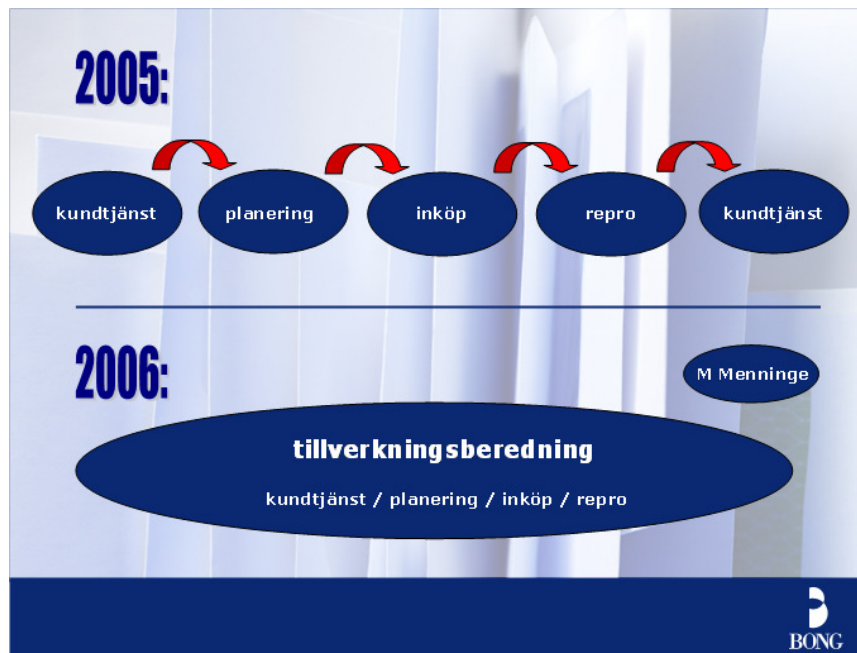 2005:
kundtjänst
planering
inköp
repro
kundtjänst
2006:
M Menninge
tillverkningsberedning
kundtjänst / planering / inköp / repro
BONG